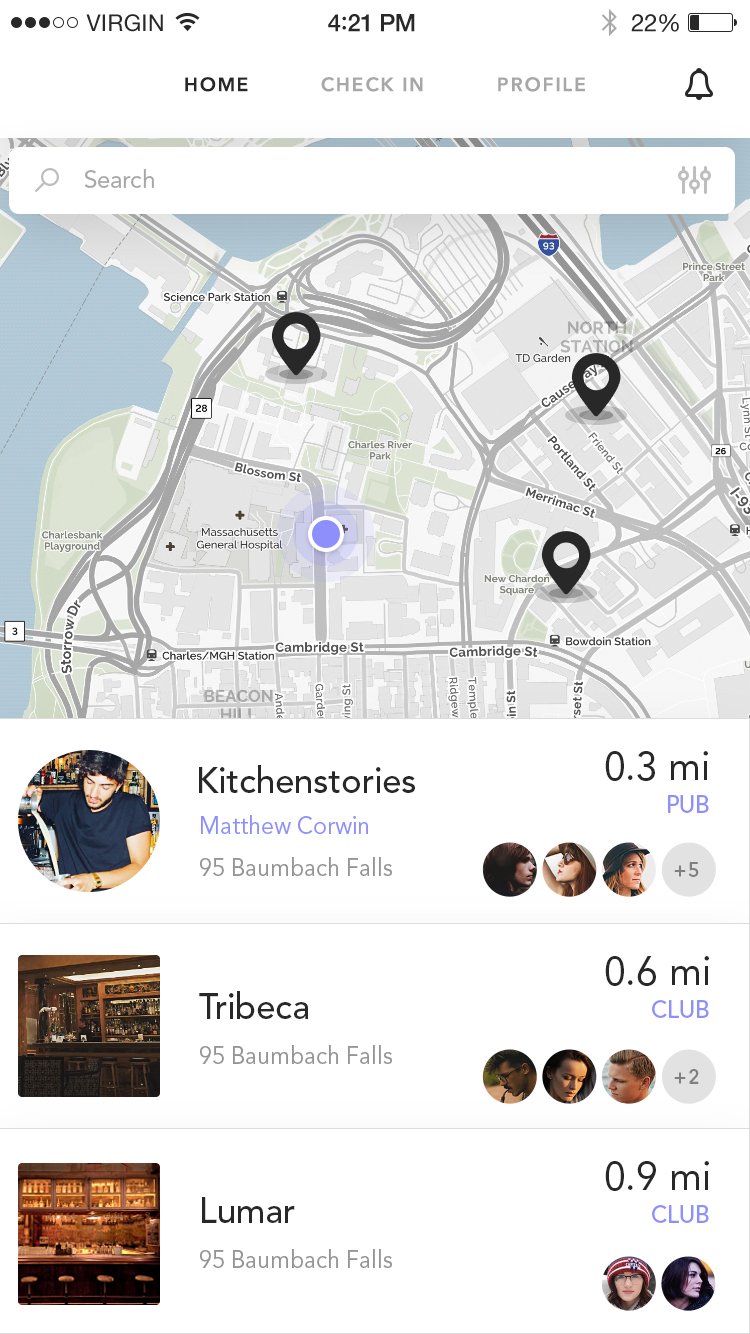 VIRGIN 4:21 PM 22%
HOME CHECK IN PROFILE
Search
93
Prince Street
Park
Science Park Station
NORTH
STATION
TD Garden
Causeway
28
Charles River
Park
Friend St
Portland St
26
Blossom St
Merrimac St
I-93
Massachusetts
General Hospital
Charlesbank
Playground
New Chardon
Square
3
Storrow Dr
Charles/MGH Station
Cambridge St
Cambridge St
Bowdoin Station
BEACON
HILL
Kitchenstories
0.3 mi
Matthew Corwin
PUB
95 Baumbach Falls
+5
Tribeca
0.6 mi
CLUB
95 Baumbach Falls
+2
Lumar
0.9 mi
CLUB
95 Baumbach Falls